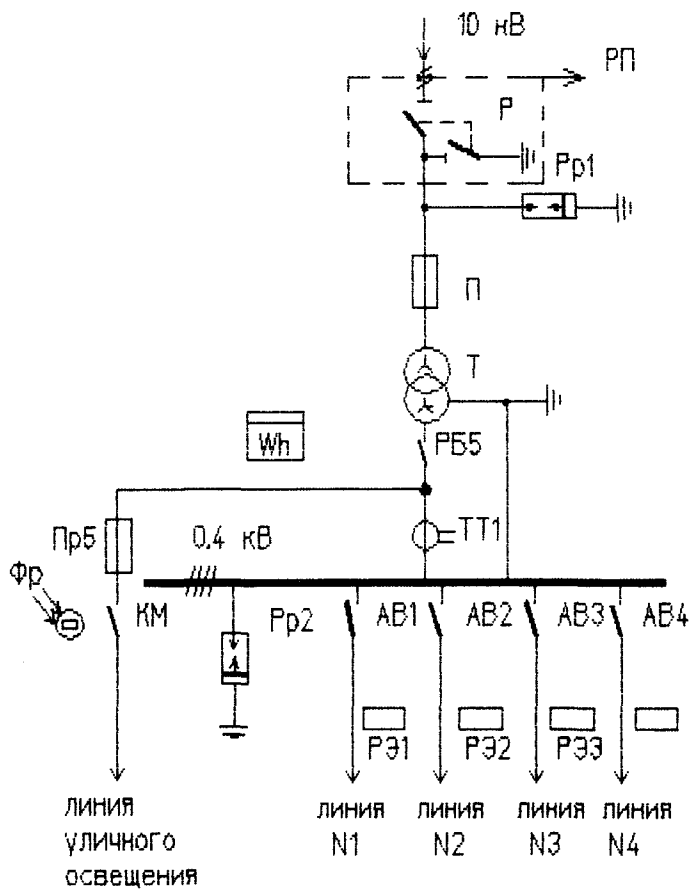 10 кВ
РП
Р
Рр1
П
Т
РБ5
Wh
Пр5
0.4 кВ
ТТ1
Фр
КМ
Рр2
АВ1
АВ2
АВ3
АВ4
РЭ1
РЭ2
РЭ3
линия
уличного
освещения
линия
N1
линия
N2
линия
N3
линия
N4